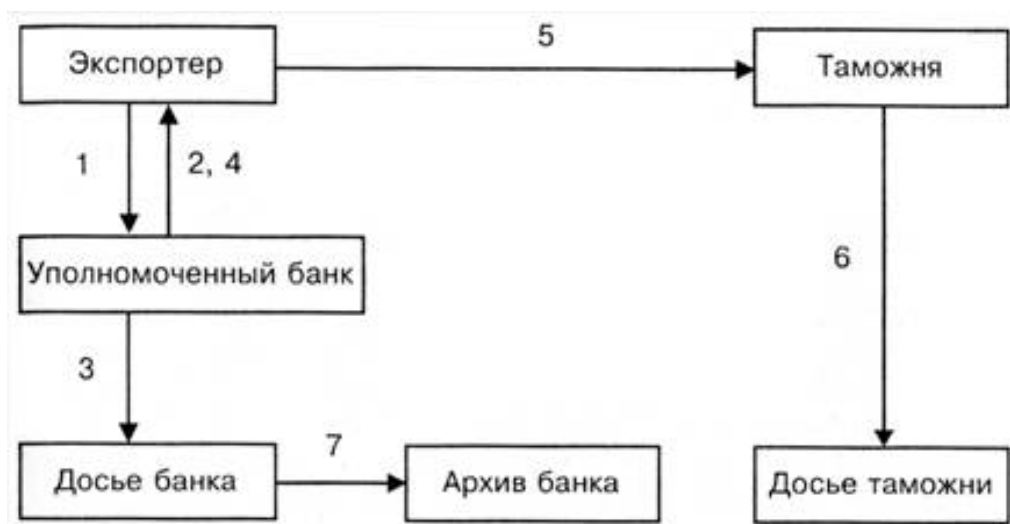 5
Экспортер
Таможня
1
2, 4
Уполномоченный банк
6
3
7
Досье банка
Архив банка
Досье таможни